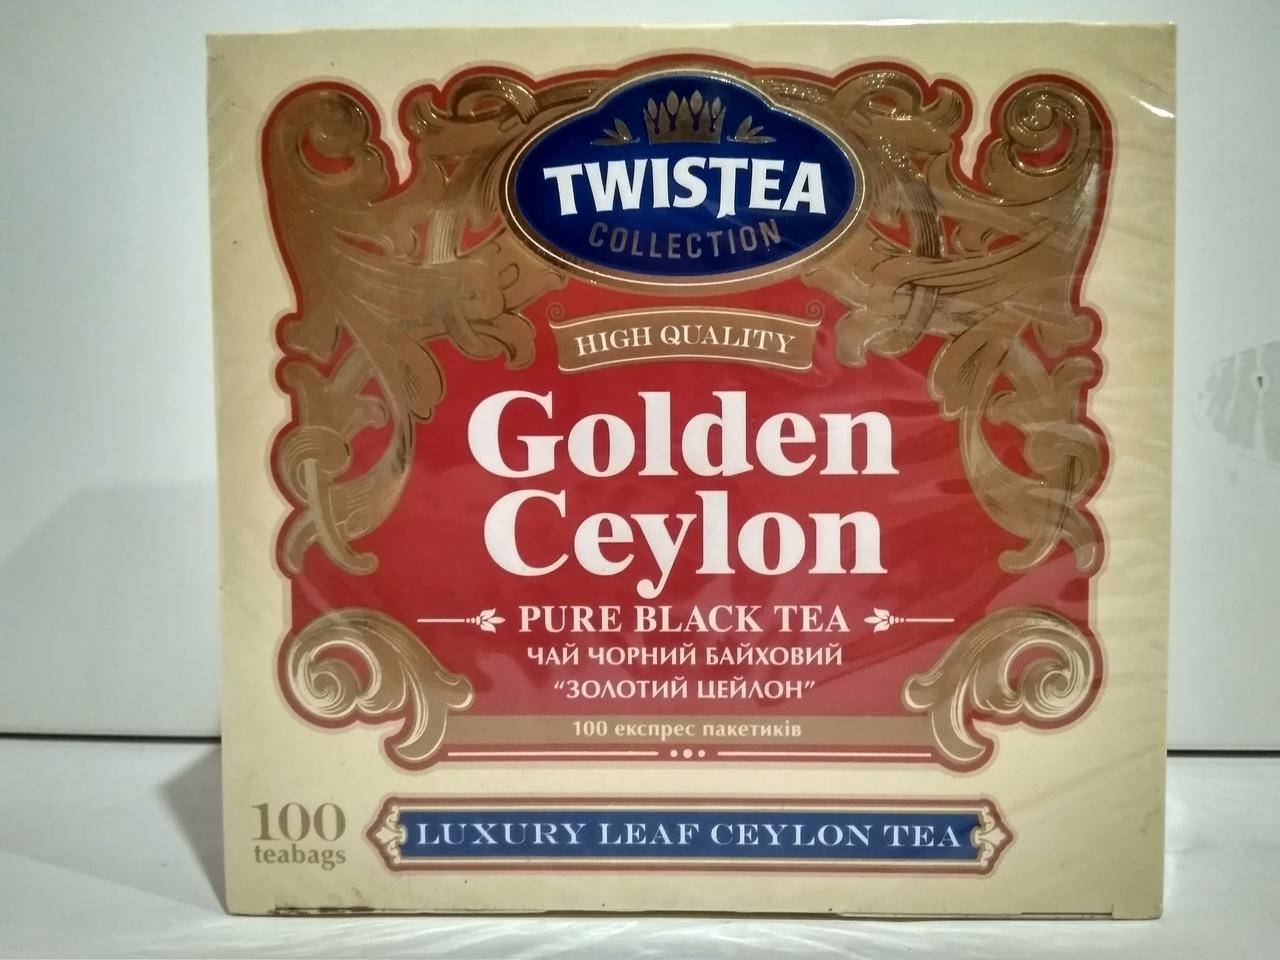 TWISTEA
COLLECTION
HIGH QUALITY
Golden
Ceylon
PURE BLACK TEA
ЧАЙ ЧОРНИЙ БАЙХОВИЙ
“ЗОЛОТИЙ ЦЕЙЛОН”
100 експрес пакетиків
100
teabags
LUXURY LEAF CEYLON TEA